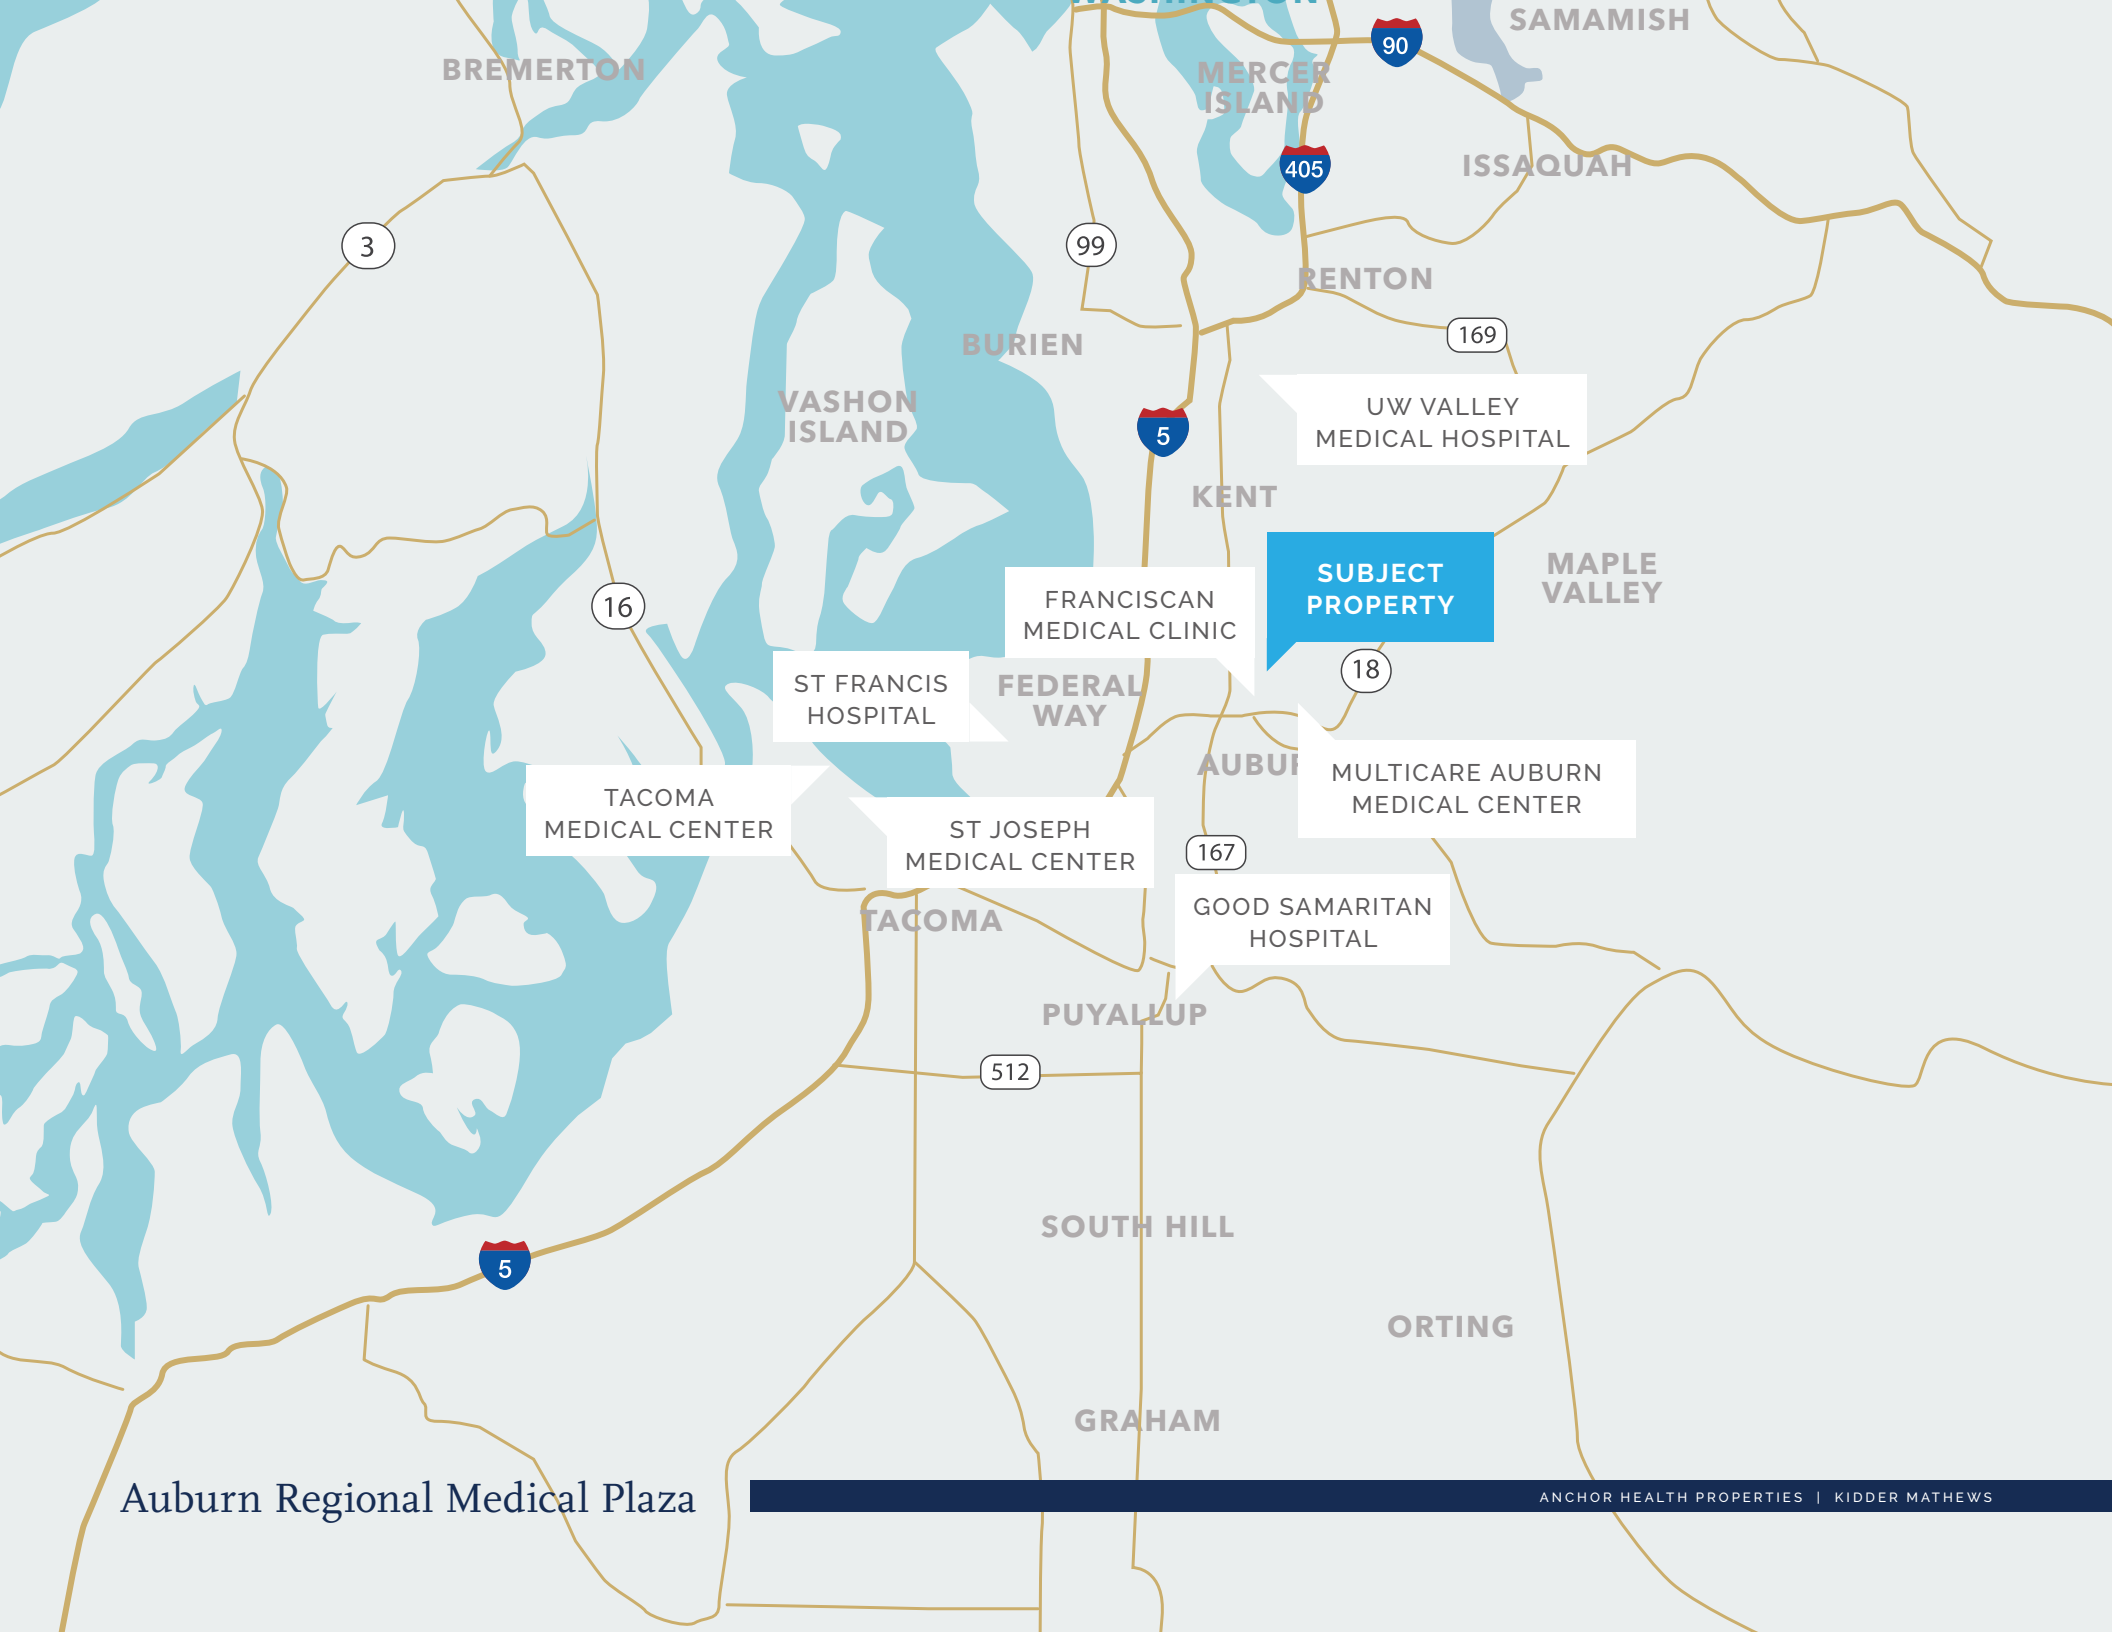 WASHINGTON
SAMAMISH
90
BREMERTON
MERCER
ISLAND
405
ISSAQUAH
3
99
RENTON
169
BURIEN
VASHON
ISLAND
UW VALLEY
MEDICAL HOSPITAL
5
KENT
SUBJECT
PROPERTY
MAPLE
VALLEY
16
FRANCISCAN
MEDICAL CLINIC
18
ST FRANCIS
HOSPITAL
FEDERAL
WAY
AUBUR
MULTICARE AUBURN
MEDICAL CENTER
TACOMA
MEDICAL CENTER
ST JOSEPH
MEDICAL CENTER
167
GOOD SAMARITAN
HOSPITAL
TACOMA
PUYALLUP
512
SOUTH HILL
5
ORTING
GRAHAM
Auburn Regional Medical Plaza
ANCHOR HEALTH PROPERTIES | KIDDER MATHEWS